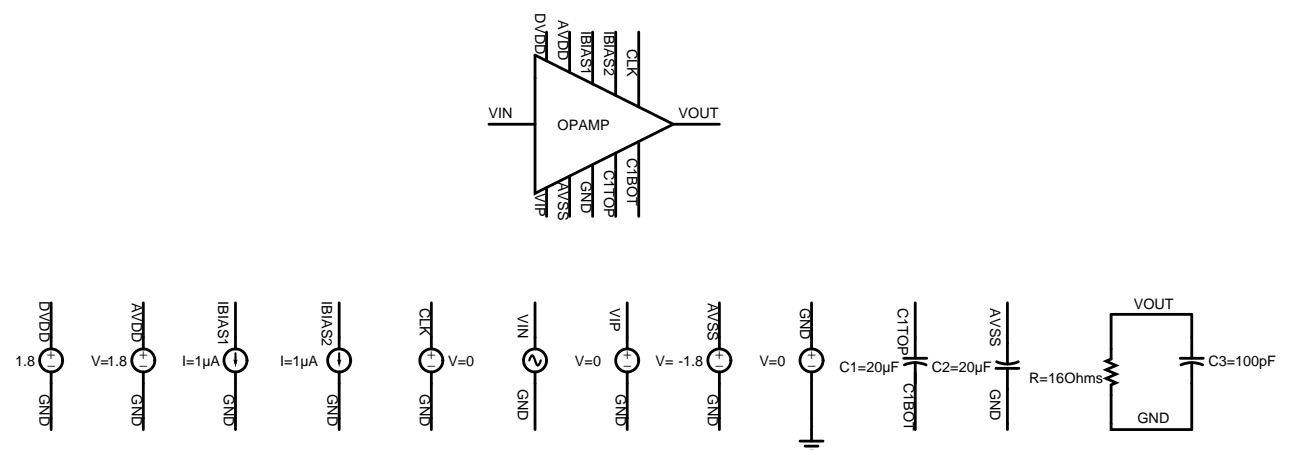 DVDD
AVDD
IBIAS1
IBIAS2
CLK
VIN
OPAMP
VOUT
VIP
AVSS
GND
C1TOP
C1BOT
DVDD
1.8
GND
AVDD
V=1.8
GND
IBIAS1
I=1µA
GND
IBIAS2
I=1µA
GND
CLK
V=0
GND
VIN
GND
VIP
V=0
GND
AVSS
V= -1.8
GND
GND
V=0
C1TOP
C1=20µF
C1BOT
AVSS
C2=20µF
GND
VOUT
R=16Ohms
C3=100pF
GND